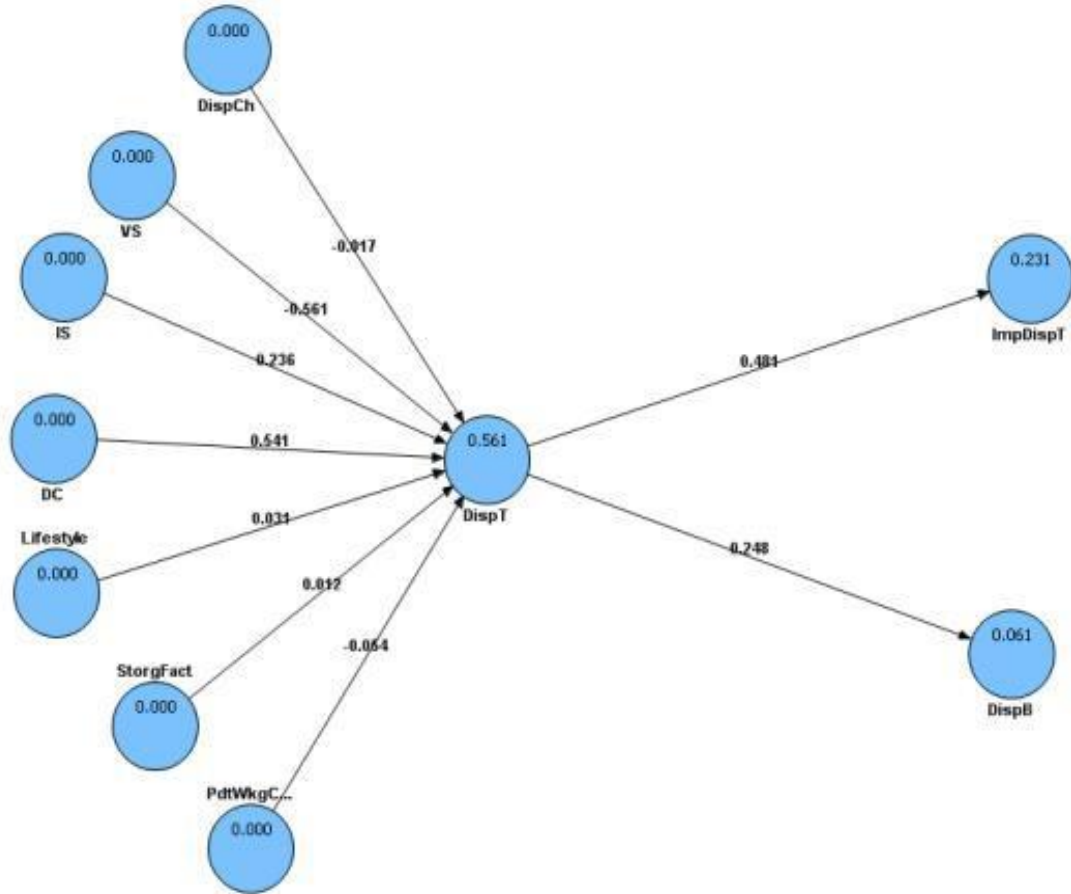 0.000
DispCh
0.000
VS
0.000
IS
0.000
DC
Lifestyle
0.000
StorgFact
0.000
PdtWkgC...
0.000
-0.017
-0.561
0.236
0.541
0.031
0.012
-0.054
0.561
DispT
0.481
0.248
0.231
ImpDispT
0.061
DispB